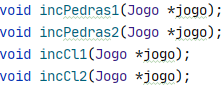 void incPedras1(Jogo *jogo);
void incPedras2(Jogo *jogo);
void incCl1(Jogo *jogo);
void incCl2(Jogo *jogo);